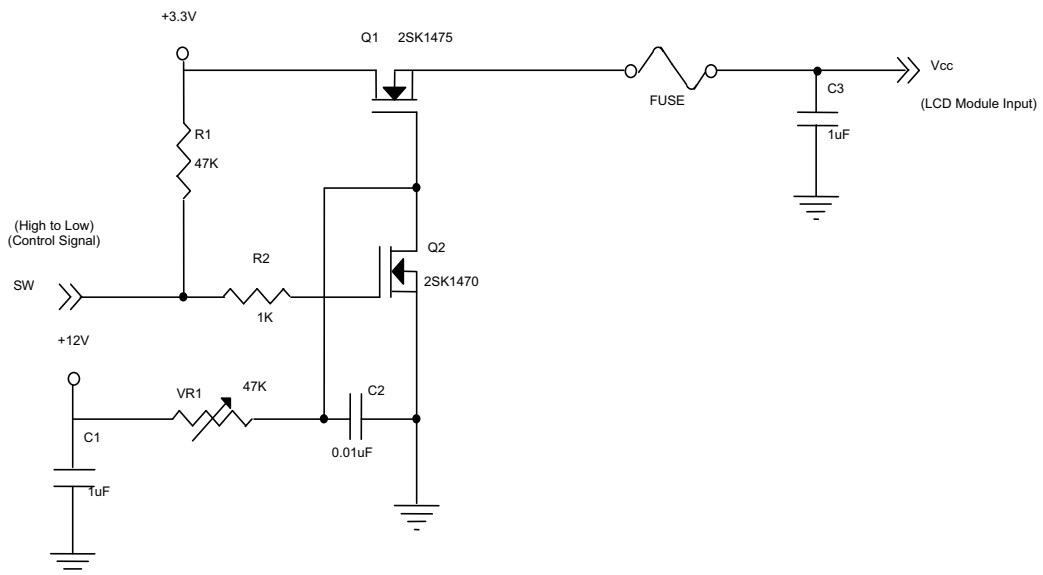 +3.3V
Q1 2SK1475
Vcc
FUSE
C3
(LCD Module Input)
1uF
R1
47K
(High to Low)
(Control Signal)
Q2
R2
2SK1470
SW
1K
+12V
VR1
47K
C2
C1
0.01uF
1uF